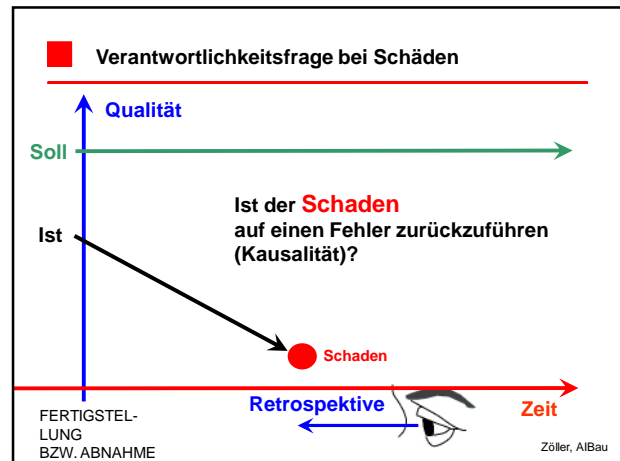 Verantwortlichkeitsfrage bei Schäden
Qualität
Soll
Ist der Schaden
auf einen Fehler zurückzuführen
(Kausalität)?
Ist
Schaden
Retrospektive
Zeit
FERTIGSTEL-
LUNG
BZW. ABNAHME
Zöller, AIBau